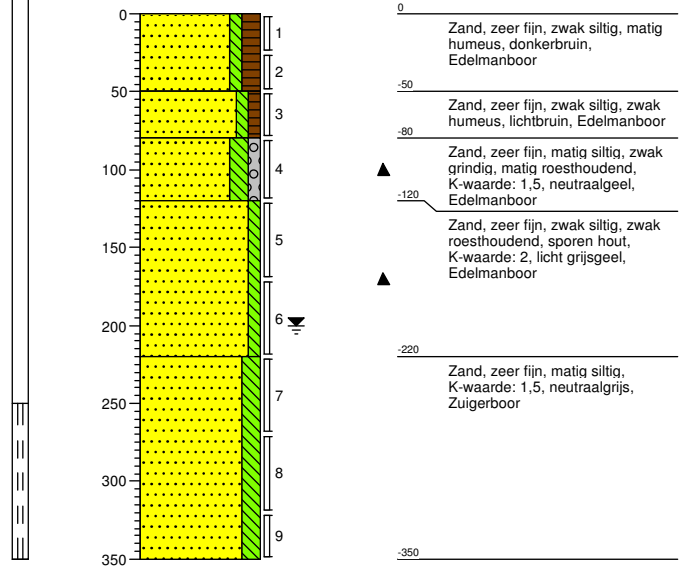 0
50
100
150
200
250
300
350
1
2
3
4
5
6
7
8
9
0
Zand, zeer fijn, zwak siltig, matig
humeus, donkerbruin,
Edelmanboor
-50
Zand, zeer fijn, zwak siltig, zwak
humeus, lichtbruin, Edelmanboor
-80
Zand, zeer fijn, matig siltig, zwak
grindig, matig roesthoudend,
K-waarde: 1,5, neutraalgeel,
Edelmanboor
-120
Zand, zeer fijn, zwak siltig, zwak
roesthoudend, sporen hout,
K-waarde: 2, licht grijsgeel,
Edelmanboor
-220
Zand, zeer fijn, matig siltig,
K-waarde: 1,5, neutraalgrijs,
Zuigerboor
-350